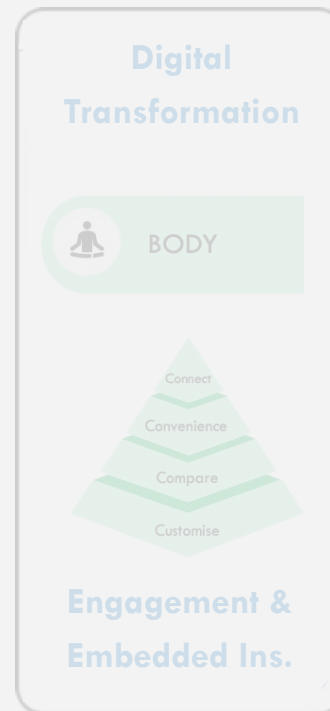 Digital
Transformation
BODY
Connect
Convenience
Compare
Customise
Engagement &
Embedded Ins.